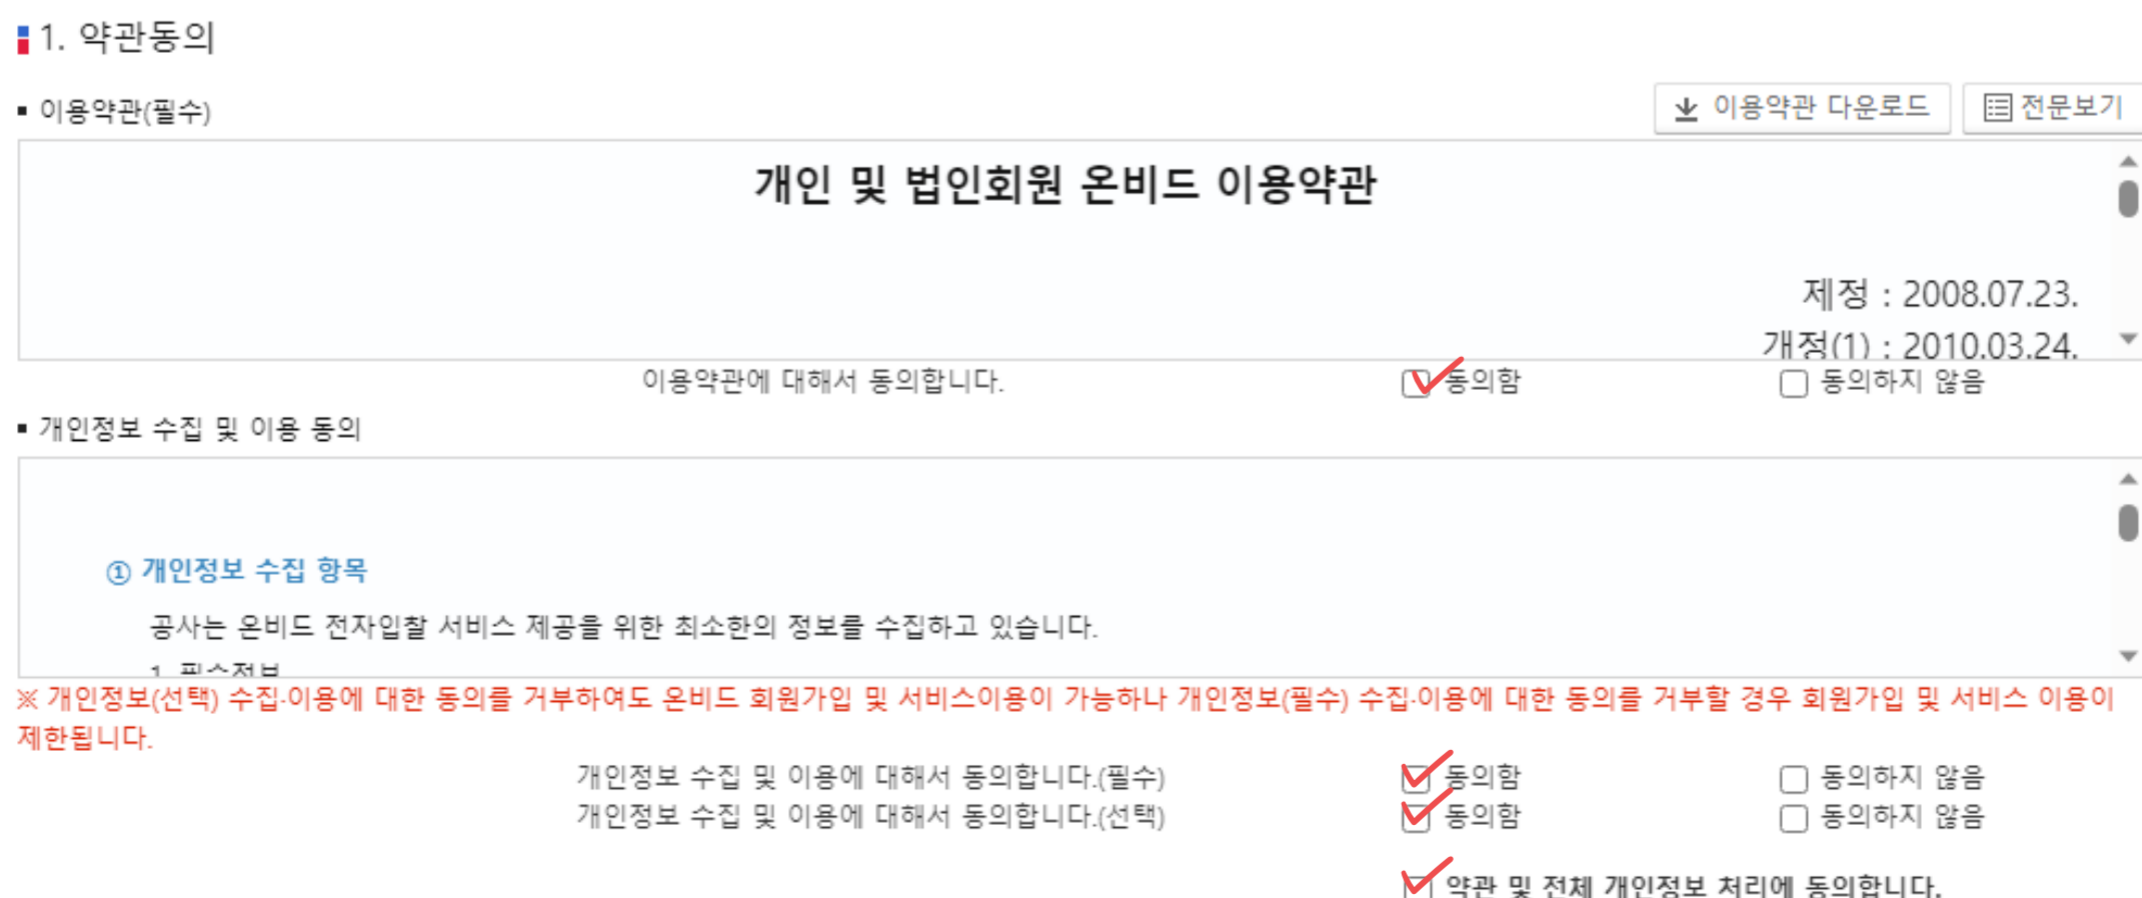 1. 약관동의
▪ 이용약관(필수)
이용약관 다운로드 전문보기
개인 및 법인회원 온비드 이용약관
제정 : 2008.07.23.
개정(1) : 2010.03.24.
이용약관에 대해서 동의합니다. 동의함 동의하지 않음
▪ 개인정보 수집 및 이용 동의
① 개인정보 수집 항목
공사는 온비드 전자입찰 서비스 제공을 위한 최소한의 정보를 수집하고 있습니다.
1. 필수정보
※ 개인정보(선택) 수집·이용에 대한 동의를 거부하여도 온비드 회원가입 및 서비스이용이 가능하나 개인정보(필수) 수집·이용에 대한 동의를 거부할 경우 회원가입 및 서비스 이용이
제한됩니다.
개인정보 수집 및 이용에 대해서 동의합니다.(필수) 동의함 동의하지 않음
개인정보 수집 및 이용에 대해서 동의합니다.(선택) 동의함 동의하지 않음
약관 및 전체 개인정보 처리에 동의합니다.